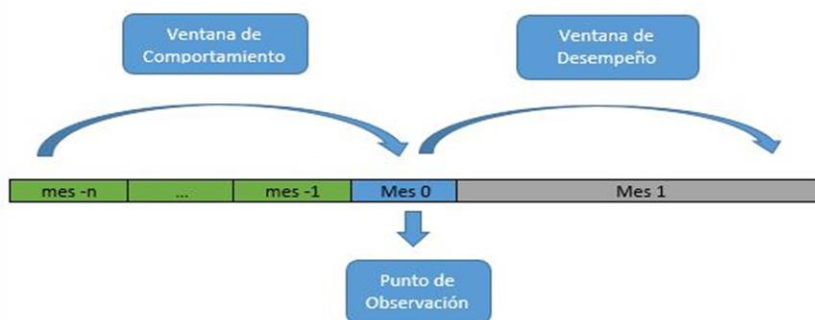 Ventana de
Comportamiento
Ventana de
Desempeño
mes -n
...
mes -1
Mes 0
Mes 1
Punto de
Observación